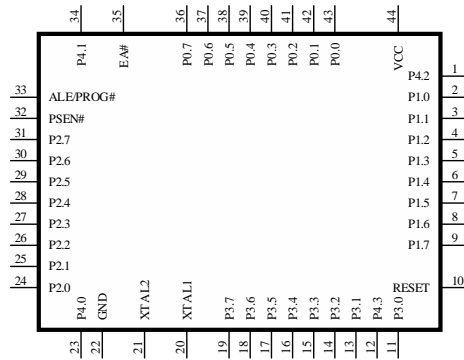 34 35 36 37 38 39 40 41 42 43 44
P4.1 EA# P0.7 P0.6 P0.5 P0.4 P0.3 P0.2 P0.1 P0.0 VCC
P4.2 1
33 ALE/PROG# P1.0 2
32 PSEN# P1.1 3
31 P2.7 P1.2 4
30 P2.6 P1.3 5
29 P2.5 P1.4 6
28 P2.4 P1.5 7
27 P2.3 P1.6 8
26 P2.2 P1.7 9
25 P2.1
24 P2.0 RESET 10
P4.0 GND XTAL2 XTAL1 P3.7 P3.6 P3.5 P3.4 P3.3 P3.2 P3.1 P4.3 P3.0
23 22 21 20 19 18 17 16 15 14 13 12 11